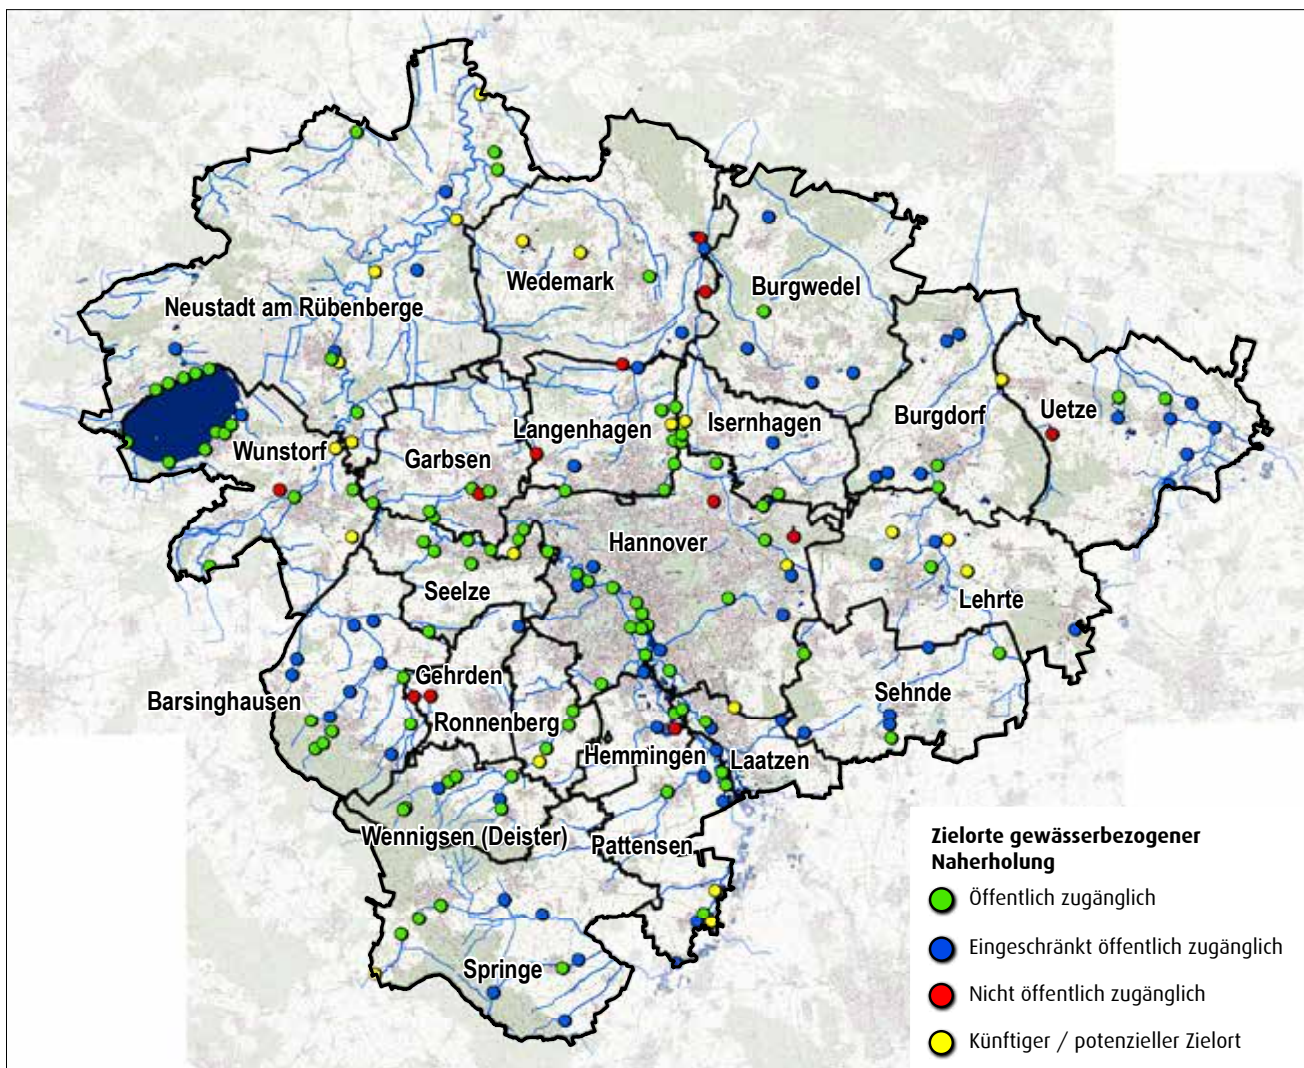 Wedemark
Burgwedel
Neustadt am Rübenberge
Burgdorf
Uetze
Isernhagen
Langenhagen
Wunstorf
Garbsen
Hannover
Seelze
Lehrte
Gehrden
Sehnde
Barsinghausen
Ronnenberg
Hemmingen
Laatzen
Wennigsen (Deister)
Pattensen
Springe
Zielorte gewässerbezogener
Naherholung
Öffentlich zugänglich
Eingeschränkt öffentlich zugänglich
Nicht öffentlich zugänglich
Künftiger / potenzieller Zielort